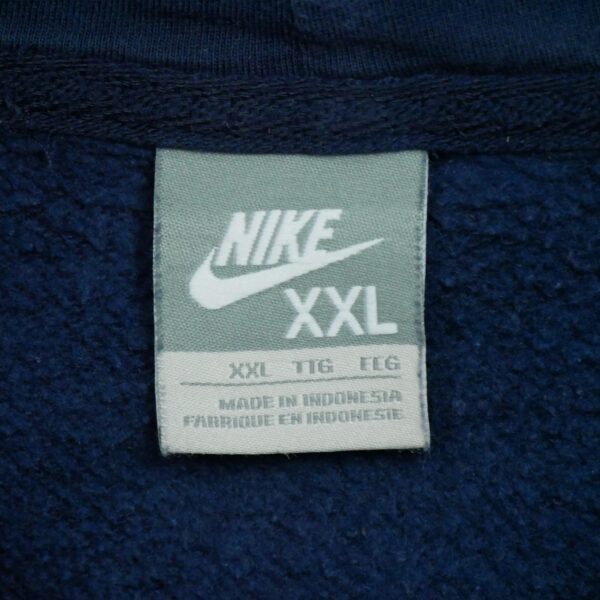 NIKE
XXL
XXL TTG EEG
MADE IN INDONESIA
FABRIQUE EN INDONESIE